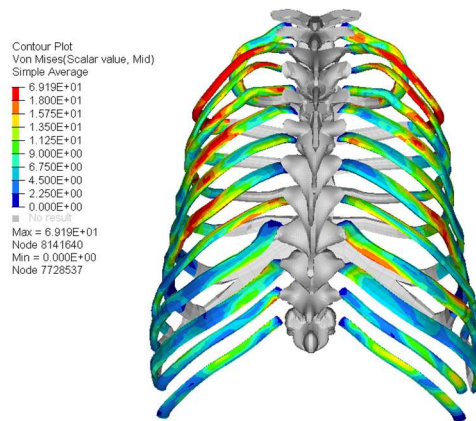 Contour Plot
Von Mises(Scalar value, Mid)
Simple Average
6.919E+01
1.800E+01
1.575E+01
1.350E+01
1.125E+01
9.000E+00
6.750E+00
4.500E+00
2.250E+00
0.000E+00
No result
Max = 6.919E+01
Node 8141640
Min = 0.000E+00
Node 7728537